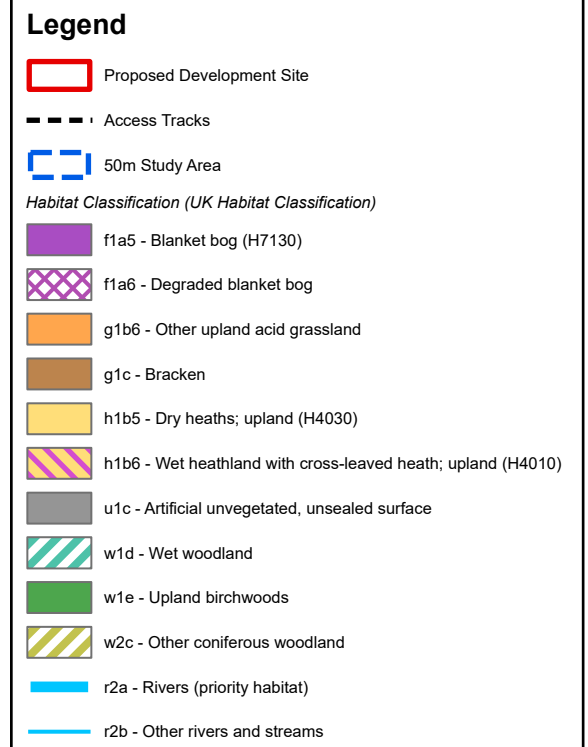 Legend
Proposed Development Site
Access Tracks
50m Study Area
Habitat Classification (UK Habitat Classification)
f1a5 - Blanket bog (H7130)
f1a6 - Degraded blanket bog
g1b6 - Other upland acid grassland
g1c - Bracken
h1b5 - Dry heaths; upland (H4030)
h1b6 - Wet heathland with cross-leaved heath; upland (H4010)
u1c - Artificial unvegetated, unsealed surface
w1d - Wet woodland
w1e - Upland birchwoods
w2c - Other coniferous woodland
r2a - Rivers (priority habitat)
r2b - Other rivers and streams